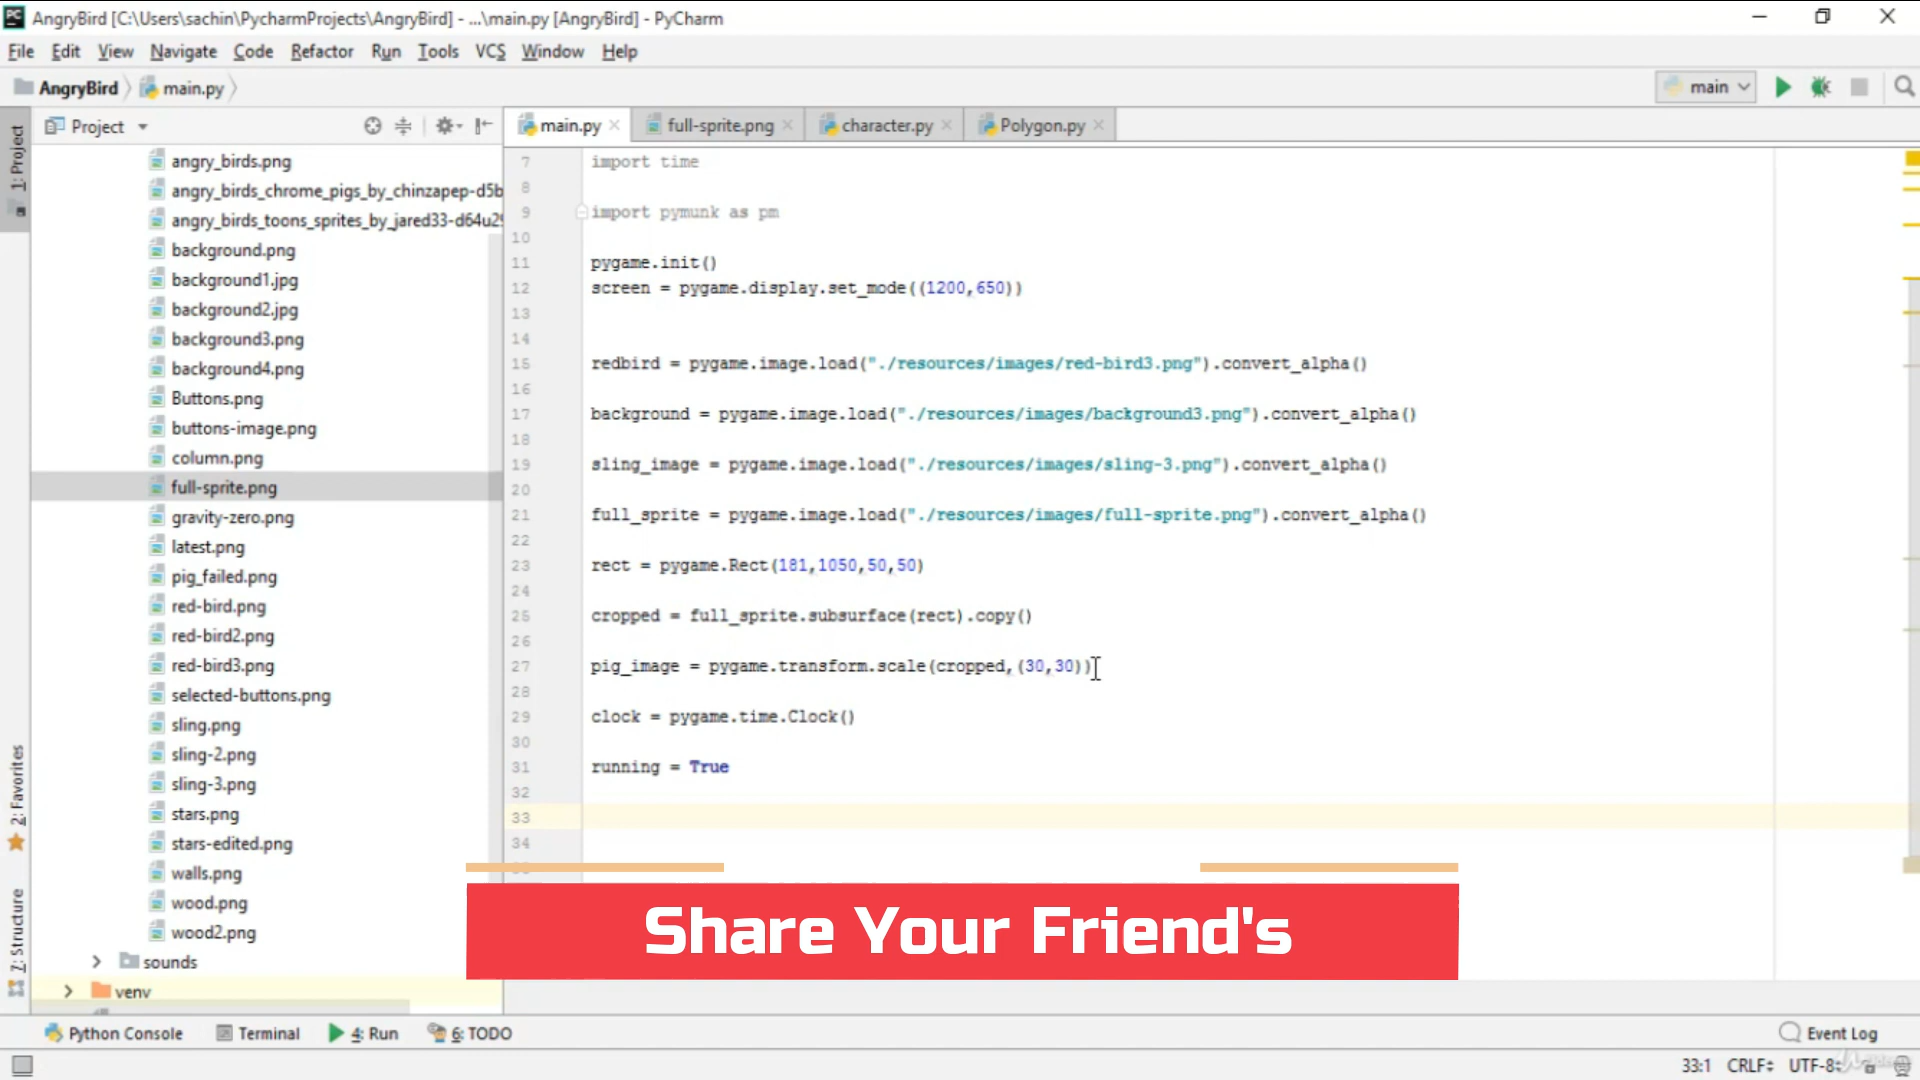 AngryBird [C:\Users\sachin\PycharmProjects\AngryBird] - ...\main.py [AngryBird] - PyCharm
File Edit View Navigate Code Refactor Run Tools VCS Window Help
AngryBird main.py main
Project main.py full-sprite.png character.py Polygon.py
1: Project
2: Favorites
7: Structure
angry_birds.png
angry_birds_chrome_pigs_by_chinzapep-d5b
angry_birds_toons_sprites_by_jared33-d64u2
background.png
background1.jpg
background2.jpg
background3.png
background4.png
Buttons.png
buttons-image.png
column.png
full-sprite.png
gravity-zero.png
latest.png
pig_failed.png
red-bird.png
red-bird2.png
red-bird3.png
selected-buttons.png
sling.png
sling-2.png
sling-3.png
stars.png
stars-edited.png
walls.png
wood.png
wood2.png
sounds
venv
7 import time
8
9 import pymunk as pm
10
11 pygame.init()
12 screen = pygame.display.set_mode((1200,650))
13
14
15 redbird = pygame.image.load("./resources/images/red-bird3.png").convert_alpha()
16
17 background = pygame.image.load("./resources/images/background3.png").convert_alpha()
18
19 sling_image = pygame.image.load("./resources/images/sling-3.png").convert_alpha()
20
21 full_sprite = pygame.image.load("./resources/images/full-sprite.png").convert_alpha()
22
23 rect = pygame.Rect(181,1050,50,50)
24
25 cropped = full_sprite.subsurface(rect).copy()
26
27 pig_image = pygame.transform.scale(cropped,(30,30))
28
29 clock = pygame.time.Clock()
30
31 running = True
32
33
34
Share Your Friend's
Python Console Terminal 4: Run 6: TODO Event Log
33:1 CRLF UTF-8